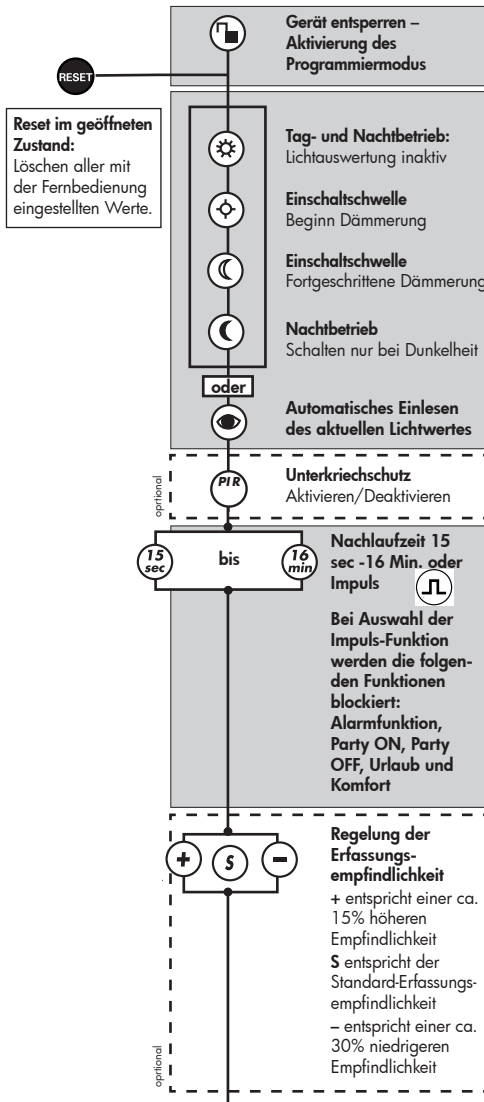 Gerät entsperren –
Aktivierung des
Programmiermodus
RESET
Reset im geöffneten
Zustand:
Löschen aller mit
der Fernbedienung
eingestellten Werte.
Tag- und Nachtbetrieb:
Lichtauswertung inaktiv
Einschaltschwelle
Beginn Dämmerung
Einschaltschwelle
Fortgeschrittene Dämmerung
Nachtbetrieb
Schalten nur bei Dunkelheit
oder
Automatisches Einlesen
des aktuellen Lichtwertes
oprtional
PIR
Unterkriechschutz
Aktivieren/Deaktivieren
15
sec
bis
16
min
Nachlaufzeit 15
sec -16 Min. oder
Impuls
Bei Auswahl der
Impuls-Funktion
werden die folgen-
den Funktionen
blockiert:
Alarmfunktion,
Party ON, Party
OFF, Urlaub und
Komfort
+
S
–
Regelung der
Erfassungs-
empfindlichkeit
+ entspricht einer ca.
15% höheren
Empfindlichkeit
S entspricht der
Standard-Erfassungs-
empfindlichkeit
– entspricht einer ca.
30% niedrigeren
Empfindlichkeit
oprtional